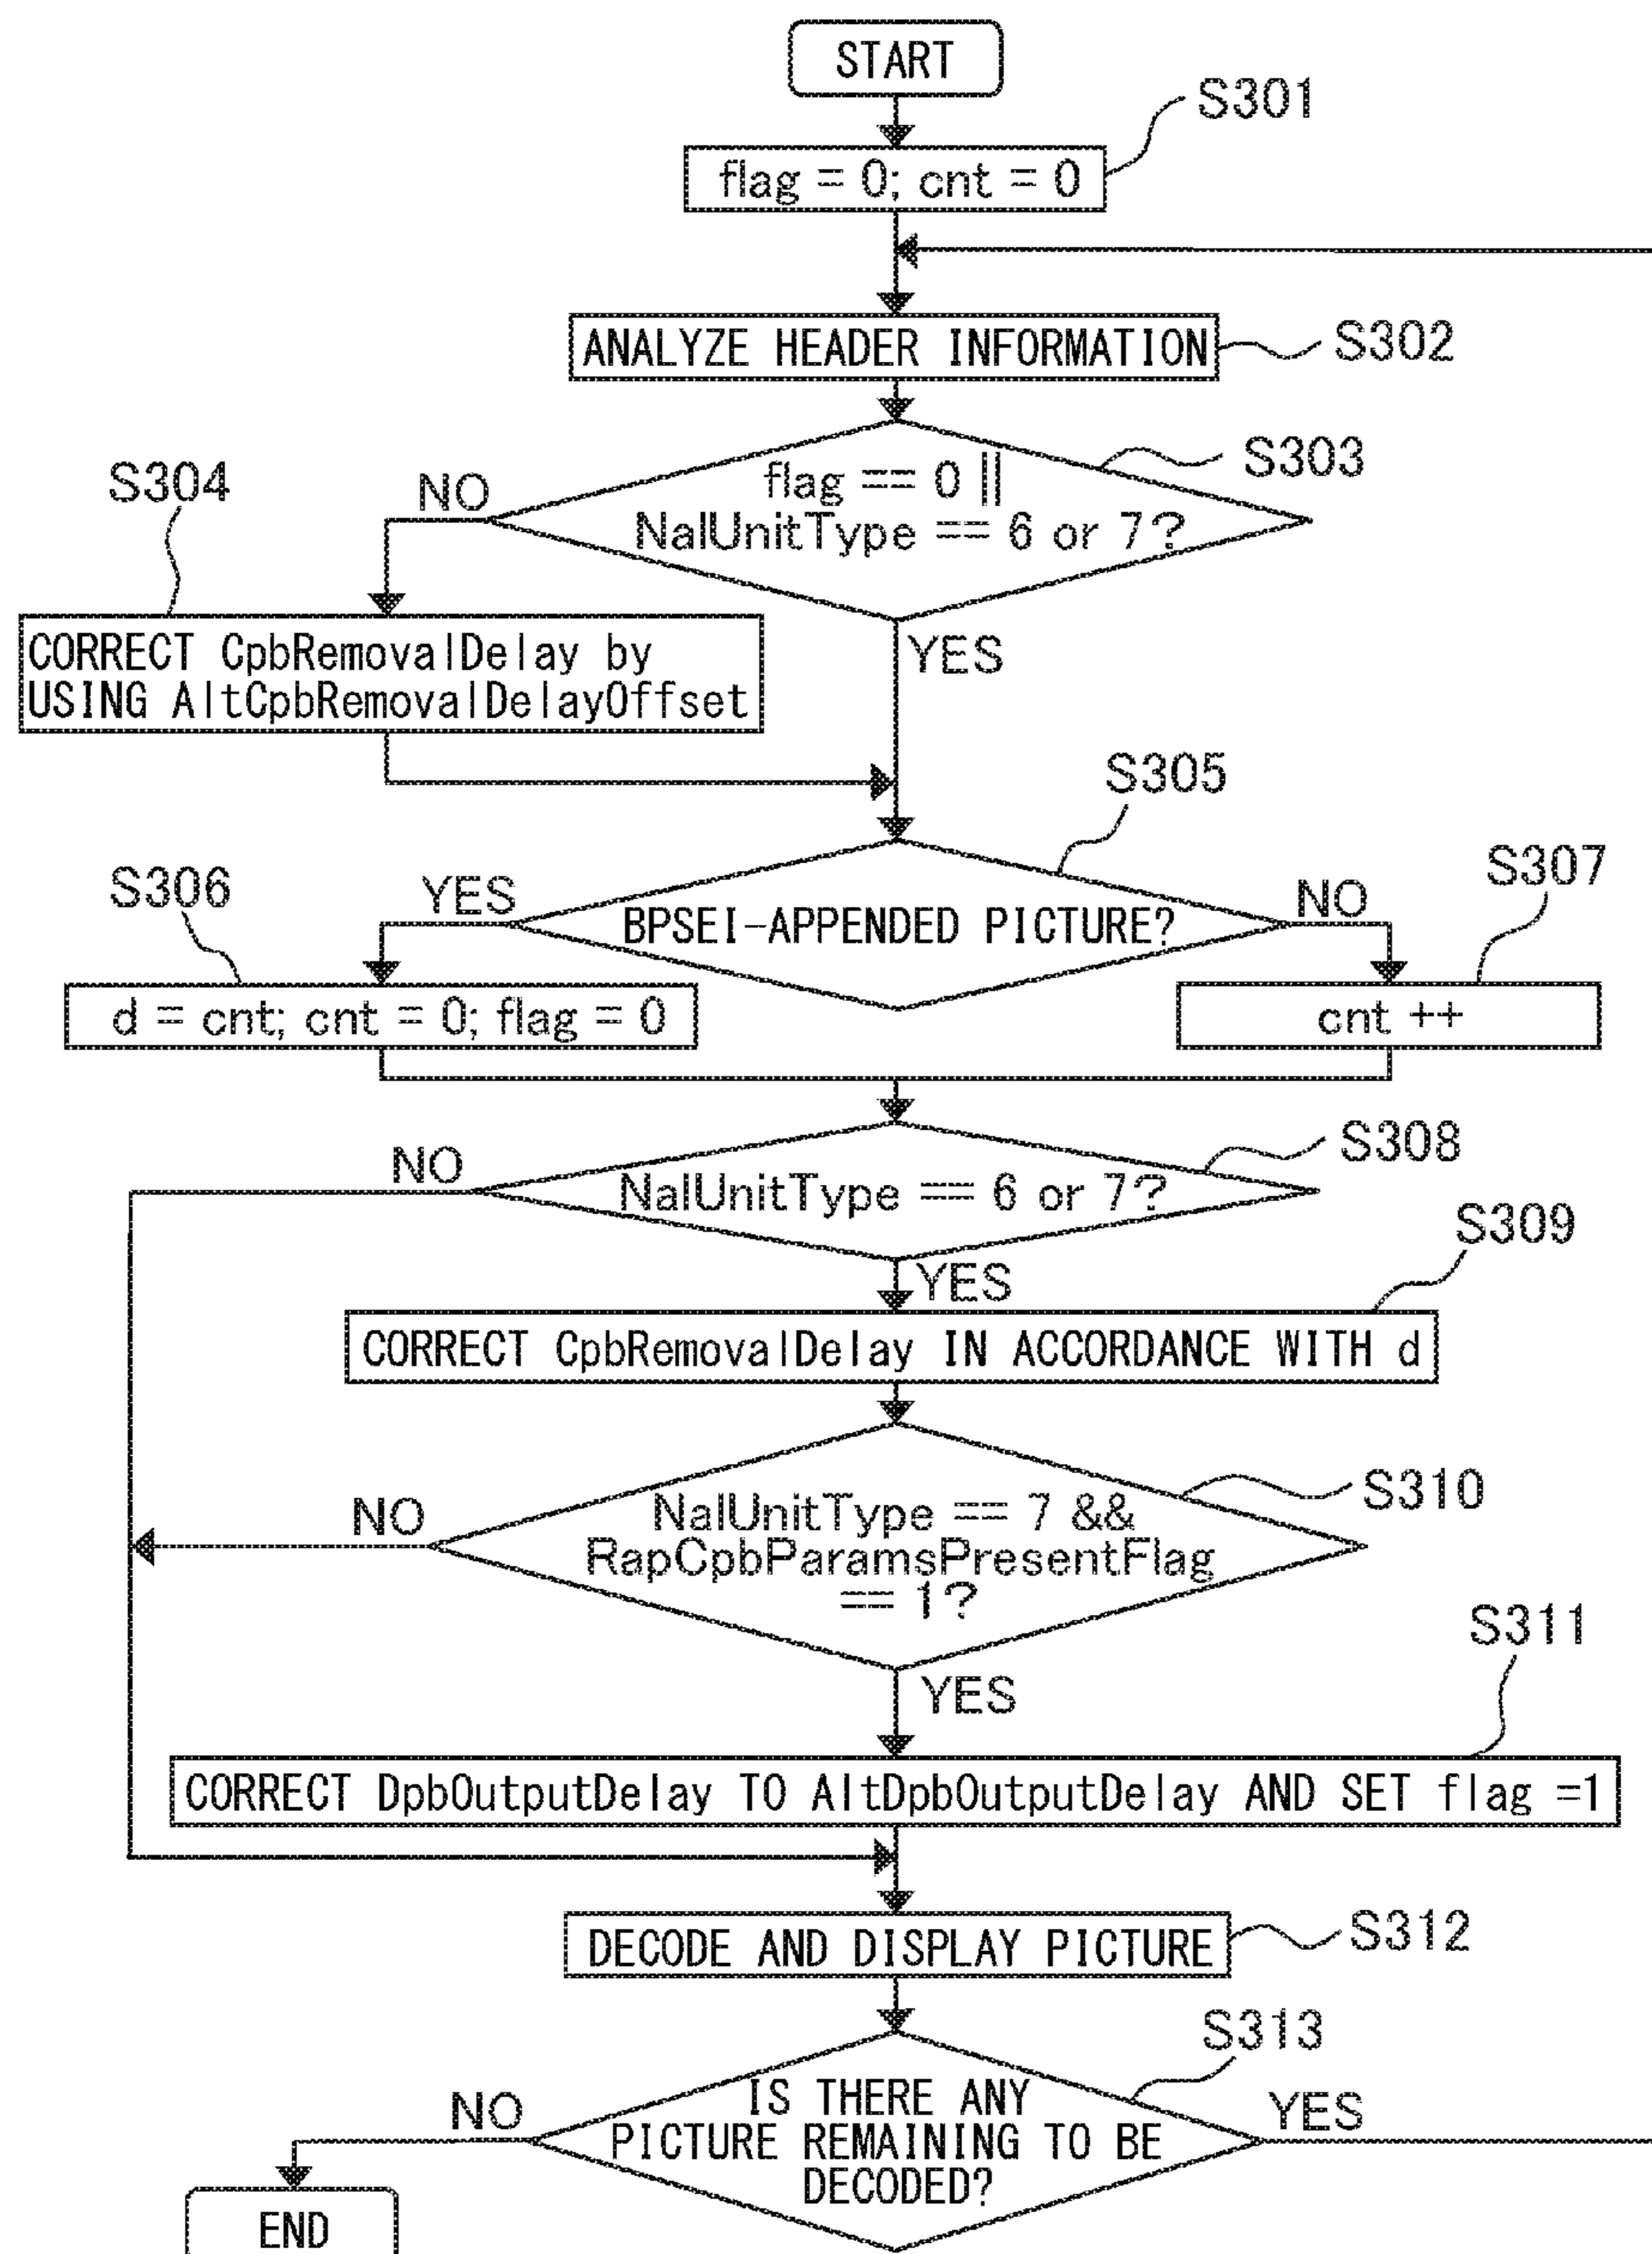 START
S301
flag = 0; cnt = 0
ANALYZE HEADER INFORMATION
S302
S303
flag == 0 ||
NalUnitType == 6 or 7?
NO
YES
S304
CORRECT CpbRemovalDelay by
USING AltCpbRemovalDelayOffset
S305
BPSEI-APPENDED PICTURE?
YES
NO
S306
d = cnt; cnt = 0; flag = 0
S307
cnt ++
S308
NalUnitType == 6 or 7?
NO
YES
S309
CORRECT CpbRemovalDelay IN ACCORDANCE WITH d
S310
NalUnitType == 7 &&
RapCpbParamsPresentFlag
== 1?
NO
YES
S311
CORRECT DpbOutputDelay TO AltDpbOutputDelay AND SET flag =1
DECODE AND DISPLAY PICTURE
S312
S313
IS THERE ANY
PICTURE REMAINING TO BE
DECODED?
NO
YES
END